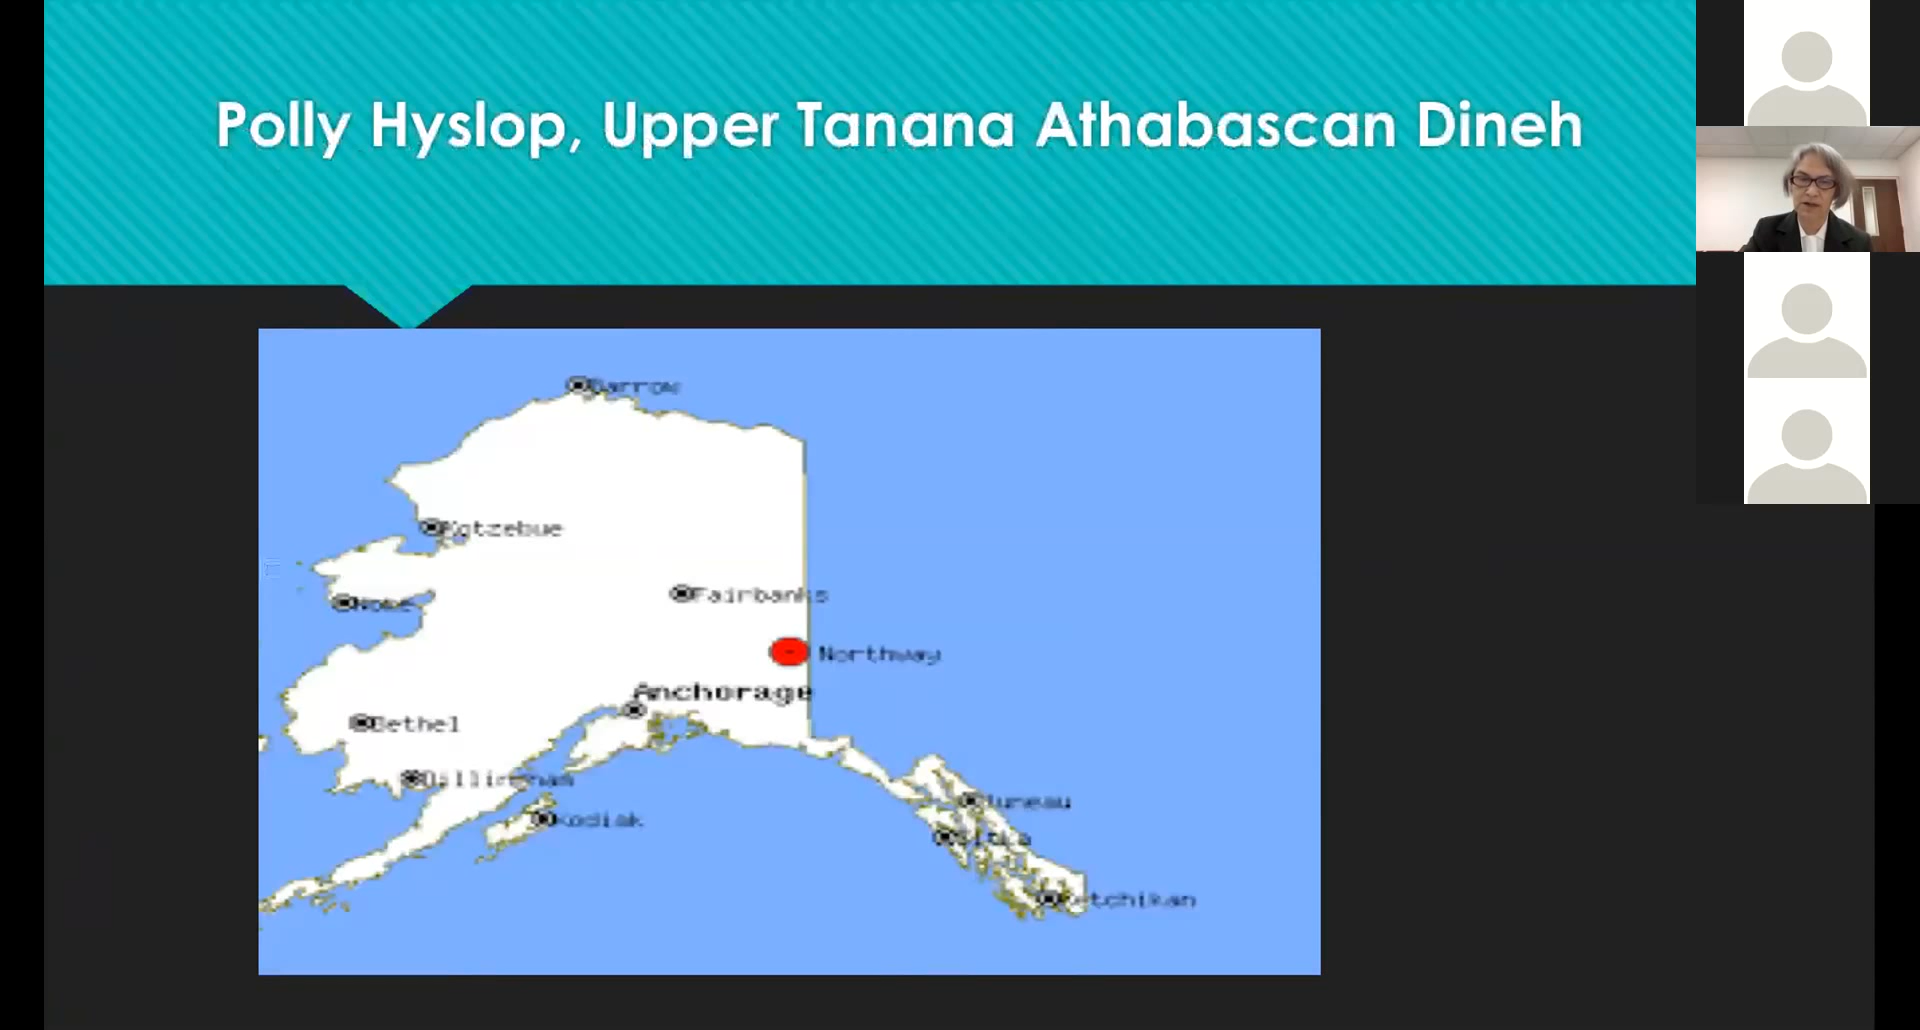 Polly Hyslop, Upper Tanana Athabascan Dineh
Barrow
Kotzebue
Fairbanks
Nome
Northway
Anchorage
Bethel
Dillingham
Juneau
Kodiak
Sitka
Ketchikan